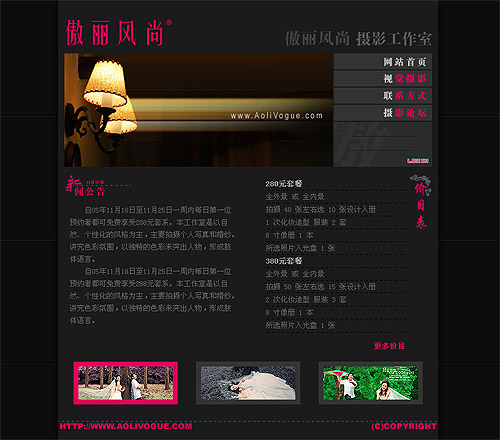 傲丽风尚®
傲丽风尚 摄影工作室
网站首页
视觉摄影
联系方式
摄影论坛
www.AoliVogue.com
新闻公告
自05年11月18日至11月25日一周内每日第一位
预约者都可免费享受280元套系。本工作室是以自
然、个性化的风格为主，主要拍摄个人写真和婚纱。
讲究色彩氛围，以独特的色彩来突出人物，形成肢
体语言。
自05年11月18日至11月25日一周内每日第一位
预约者都可免费享受280元套系。本工作室是以自
然、个性化的风格为主，主要拍摄个人写真和婚纱。
讲究色彩氛围，以独特的色彩来突出人物，形成肢
体语言。
价目表
280元套餐
全外景 或 全内景
拍摄 40 张左右选 10 张设计入册
1 次化妆造型 服装 2 套
8 寸像册 1 本
所选照片入光盘 1 张
380元套餐
全外景 或 全内景
拍摄 50 张左右选 15 张设计入册
2 次化妆造型 服装 3 套
8 寸像册 1 本
所选照片入光盘 1 张
更多价目
HTTP://WWW.AOLIVOGUE.COM
(C)COPYRIGHT